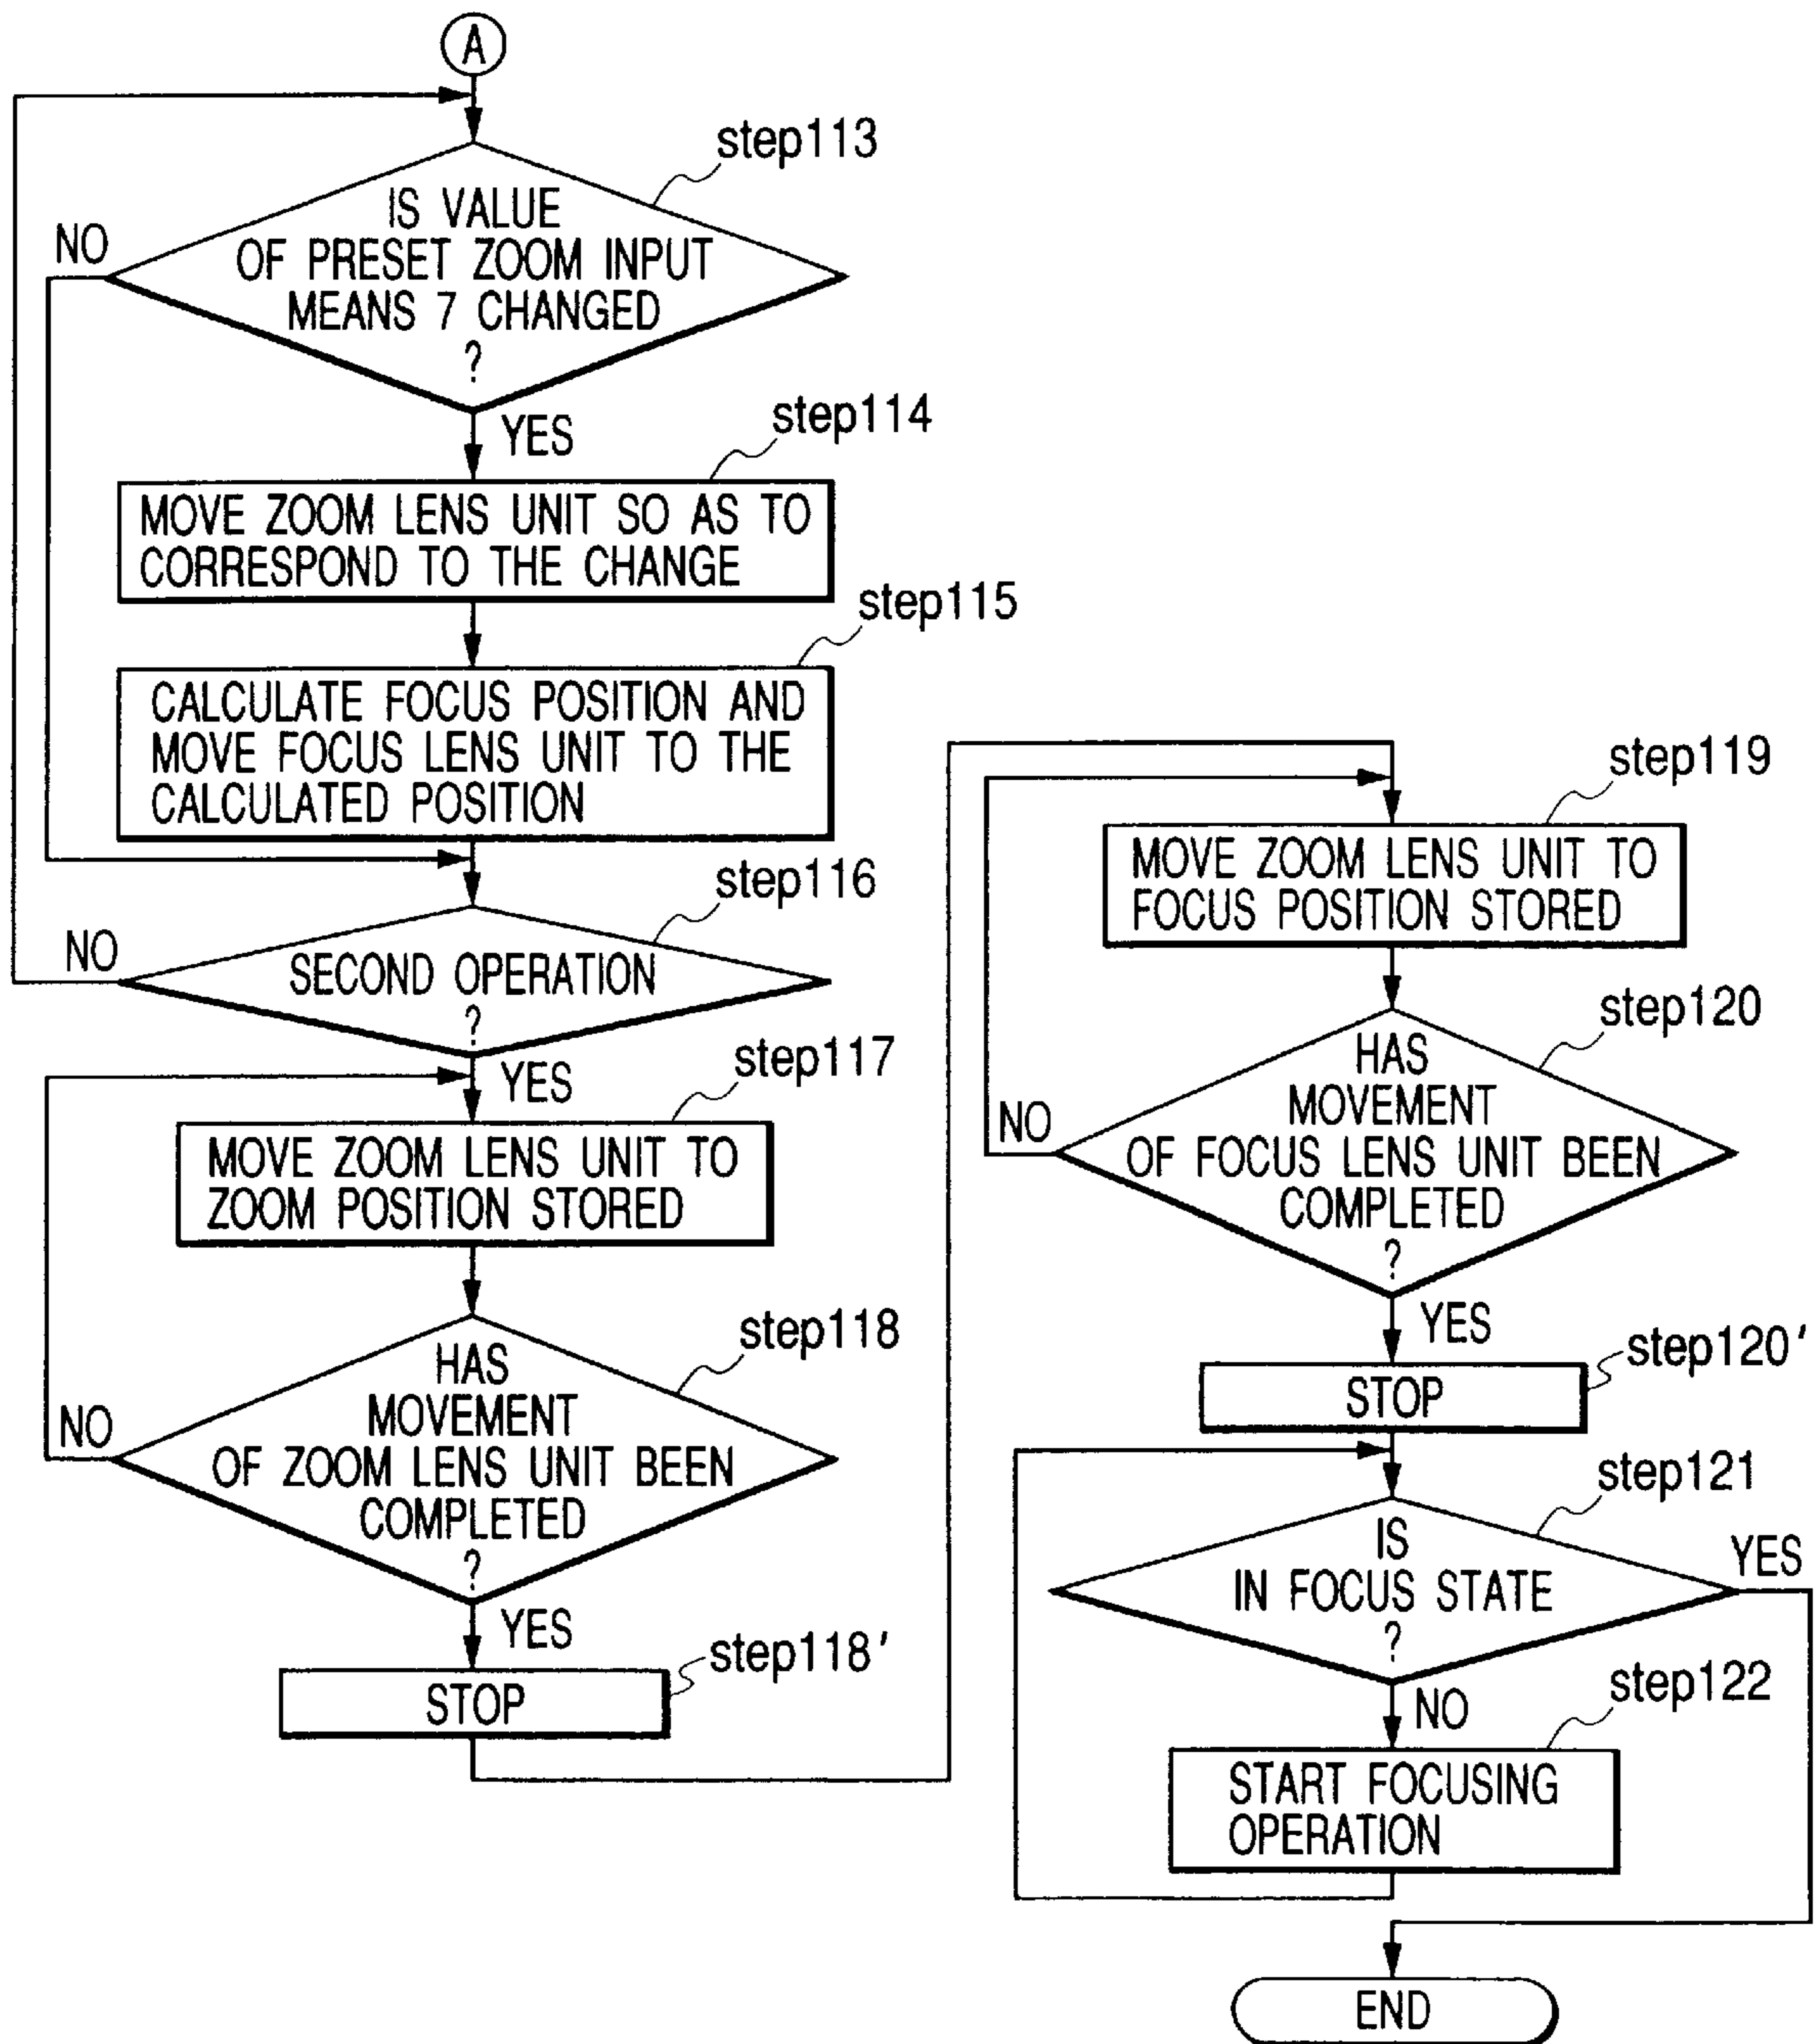 A
step113
IS VALUE
OF PRESET ZOOM INPUT
MEANS 7 CHANGED
?
NO
YES
step114
MOVE ZOOM LENS UNIT SO AS TO
CORRESPOND TO THE CHANGE
step115
CALCULATE FOCUS POSITION AND
MOVE FOCUS LENS UNIT TO THE
CALCULATED POSITION
step116
NO
SECOND OPERATION
?
YES
step117
MOVE ZOOM LENS UNIT TO
ZOOM POSITION STORED
step118
HAS
MOVEMENT
OF ZOOM LENS UNIT BEEN
COMPLETED
?
NO
YES
step118'
STOP
step119
MOVE ZOOM LENS UNIT TO
FOCUS POSITION STORED
step120
HAS
MOVEMENT
OF FOCUS LENS UNIT BEEN
COMPLETED
?
NO
YES
step120'
STOP
step121
IS
IN FOCUS STATE
?
YES
NO
step122
START FOCUSING
OPERATION
END